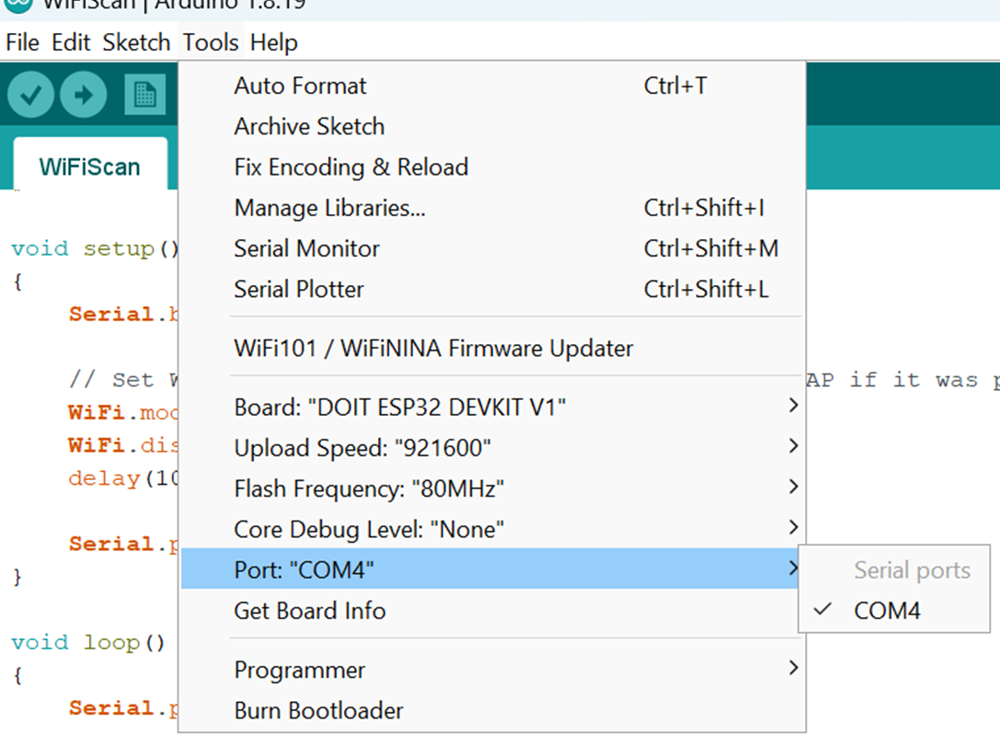 WiFiScan | Arduino 1.8.19
File Edit Sketch Tools Help
Auto Format Ctrl+T
Archive Sketch
Fix Encoding & Reload
Manage Libraries... Ctrl+Shift+I
Serial Monitor Ctrl+Shift+M
Serial Plotter Ctrl+Shift+L
WiFi101 / WiFiNINA Firmware Updater
Board: "DOIT ESP32 DEVKIT V1"
Upload Speed: "921600"
Flash Frequency: "80MHz"
Core Debug Level: "None"
Port: "COM4"
Get Board Info
Programmer
Burn Bootloader
Serial ports
COM4
WiFiScan
void setup()
{
Serial.b
// Set W AP if it was p
WiFi.mod
WiFi.dis
delay(10
Serial.p
}
void loop()
{
Serial.p